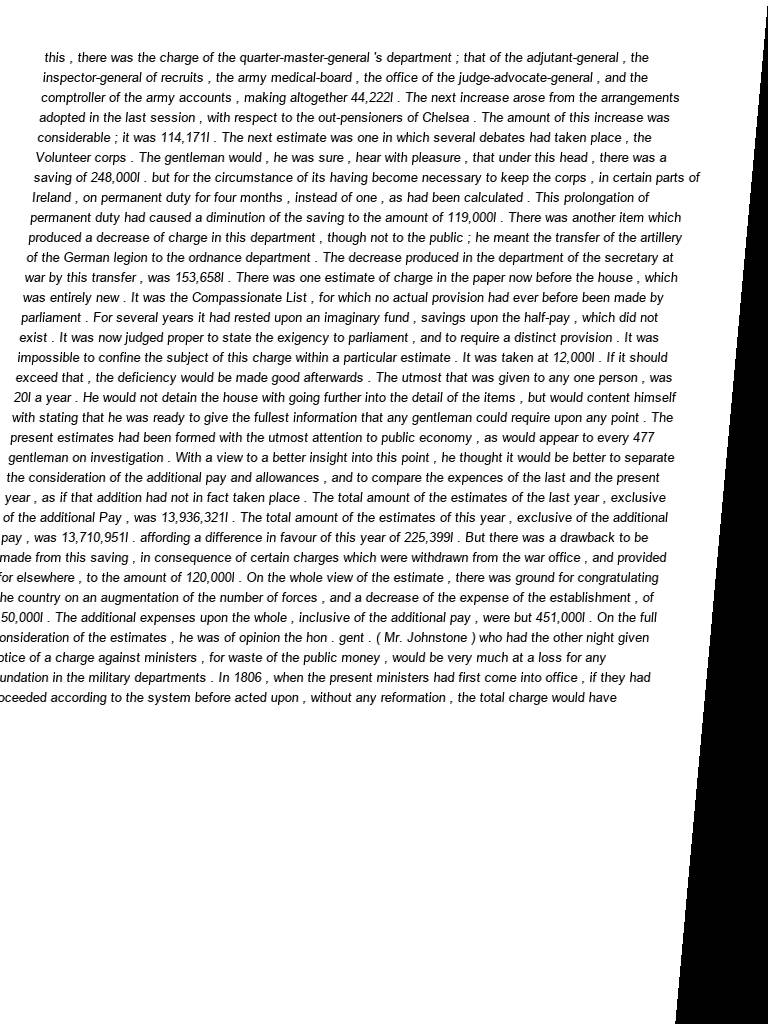 this , there was the charge of the quarter-master-general 's department ; that of the adjutant-general , the
inspector-general of recruits , the army medical-board , the office of the judge-advocate-general , and the
comptroller of the army accounts , making altogether 44,222l . The next increase arose from the arrangements
adopted in the last session , with respect to the out-pensioners of Chelsea . The amount of this increase was
considerable ; it was 114,171l . The next estimate was one in which several debates had taken place , the
Volunteer corps . The gentleman would , he was sure , hear with pleasure , that under this head , there was a
saving of 248,000l . but for the circumstance of its having become necessary to keep the corps , in certain parts of
Ireland , on permanent duty for four months , instead of one , as had been calculated . This prolongation of
permanent duty had caused a diminution of the saving to the amount of 119,000l . There was another item which
produced a decrease of charge in this department , though not to the public ; he meant the transfer of the artillery
of the German legion to the ordnance department . The decrease produced in the department of the secretary at
war by this transfer , was 153,658l . There was one estimate of charge in the paper now before the house , which
was entirely new . It was the Compassionate List , for which no actual provision had ever before been made by
parliament . For several years it had rested upon an imaginary fund , savings upon the half-pay , which did not
exist . It was now judged proper to state the exigency to parliament , and to require a distinct provision . It was
impossible to confine the subject of this charge within a particular estimate . It was taken at 12,000l . If it should
exceed that , the deficiency would be made good afterwards . The utmost that was given to any one person , was
20l a year . He would not detain the house with going further into the detail of the items , but would content himself
with stating that he was ready to give the fullest information that any gentleman could require upon any point . The
present estimates had been formed with the utmost attention to public economy , as would appear to every 477
gentleman on investigation . With a view to a better insight into this point , he thought it would be better to separate
the consideration of the additional pay and allowances , and to compare the expences of the last and the present
year , as if that addition had not in fact taken place . The total amount of the estimates of the last year , exclusive
of the additional Pay , was 13,936,321l . The total amount of the estimates of this year , exclusive of the additional
pay , was 13,710,951l . affording a difference in favour of this year of 225,399l . But there was a drawback to be
made from this saving , in consequence of certain charges which were withdrawn from the war office , and provided
for elsewhere , to the amount of 120,000l . On the whole view of the estimate , there was ground for congratulating
he country on an augmentation of the number of forces , and a decrease of the expense of the establishment , of
50,000l . The additional expenses upon the whole , inclusive of the additional pay , were but 451,000l . On the full
onsideration of the estimates , he was of opinion the hon . gent . ( Mr. Johnstone ) who had the other night given
otice of a charge against ministers , for waste of the public money , would be very much at a loss for any
undation in the military departments . In 1806 , when the present ministers had first come into office , if they had
oceeded according to the system before acted upon , without any reformation , the total charge would have